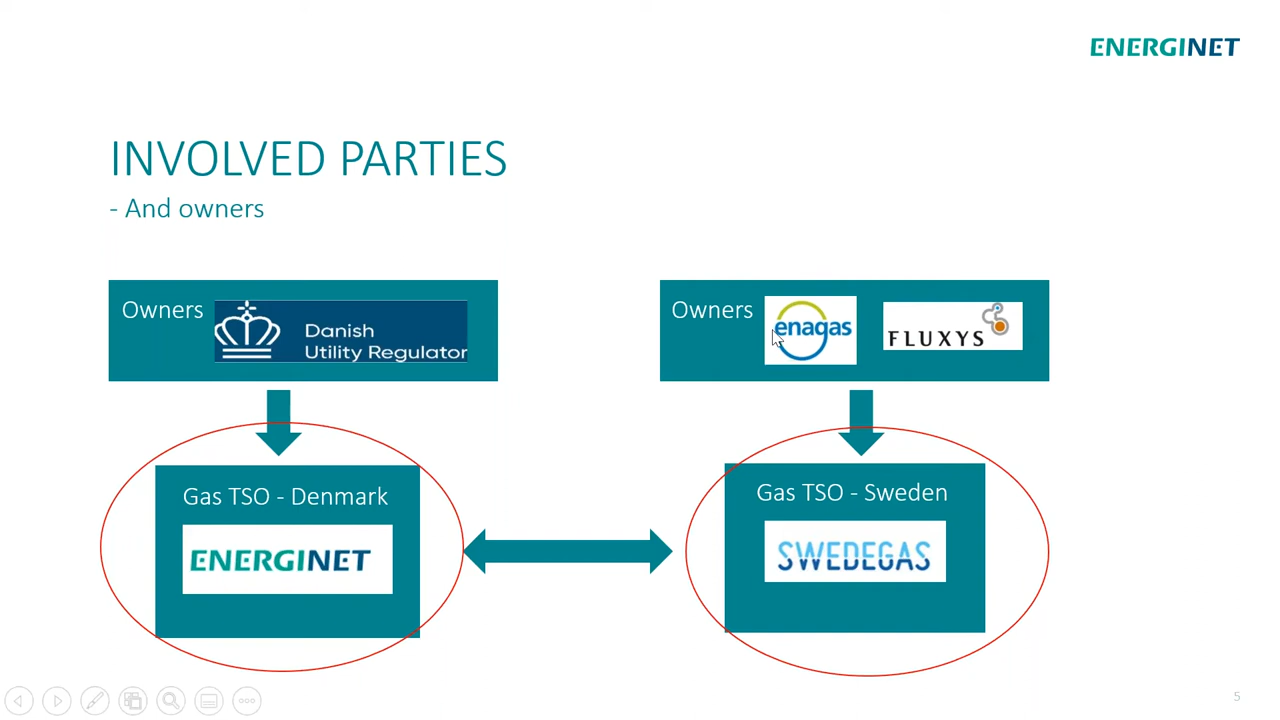 ENERGINET
INVOLVED PARTIES
- And owners
Owners
Danish
Utility Regulator
Owners
enagas
FLUXYS
Gas TSO - Denmark
ENERGINET
Gas TSO - Sweden
SWEDEGAS
5